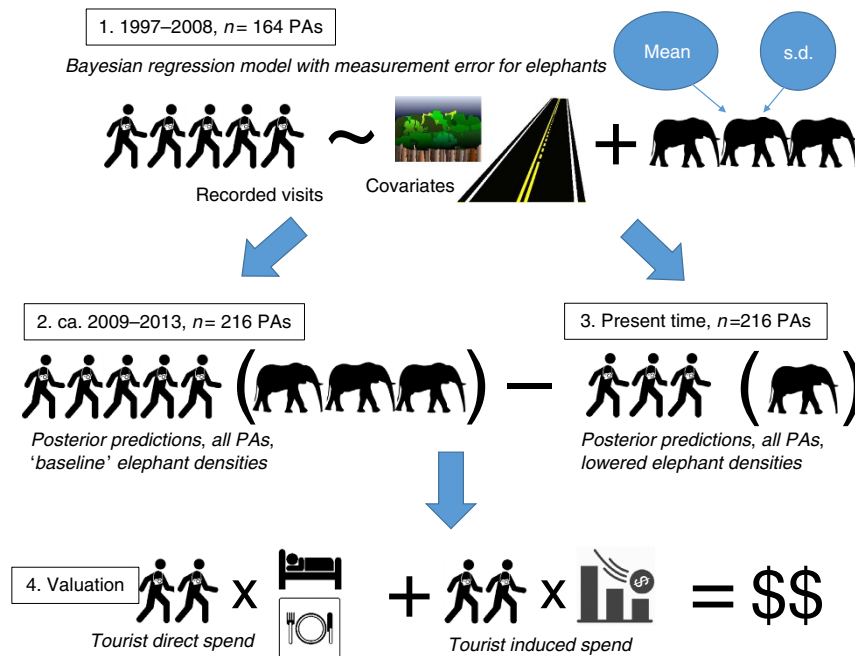 1. 1997–2008, n= 164 PAs
Bayesian regression model with measurement error for elephants
Mean
s.d.
~
+
Recorded visits
Covariates
2. ca. 2009–2013, n= 216 PAs
3. Present time, n=216 PAs
( ) – ( )
Posterior predictions, all PAs,
‘baseline’ elephant densities
Posterior predictions, all PAs,
lowered elephant densities
4. Valuation
x + x $ = $$
Tourist direct spend
Tourist induced spend